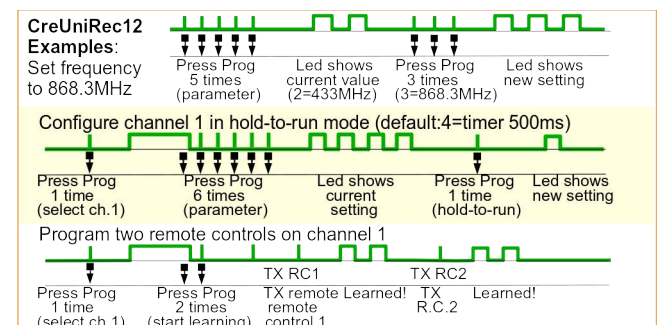 CreUniRec12
Examples:
Set frequency
to 868.3MHz
Press Prog
5 times
(parameter)
Led shows
current value
(2=433MHz)
Press Prog
3 times
(3=868.3MHz)
Led shows
new setting
Configure channel 1 in hold-to-run mode (default:4=timer 500ms)
Press Prog
1 time
(select ch.1)
Press Prog
6 times
(parameter)
Led shows
current
setting
Press Prog
1 time
(hold-to-run)
Led shows
new setting
Program two remote controls on channel 1
TX RC1
TX RC2
Press Prog
1 time
(select ch.1)
Press Prog
2 times
(start learning)
TX remote
remote
control 1
Learned!
TX
R.C.2
Learned!